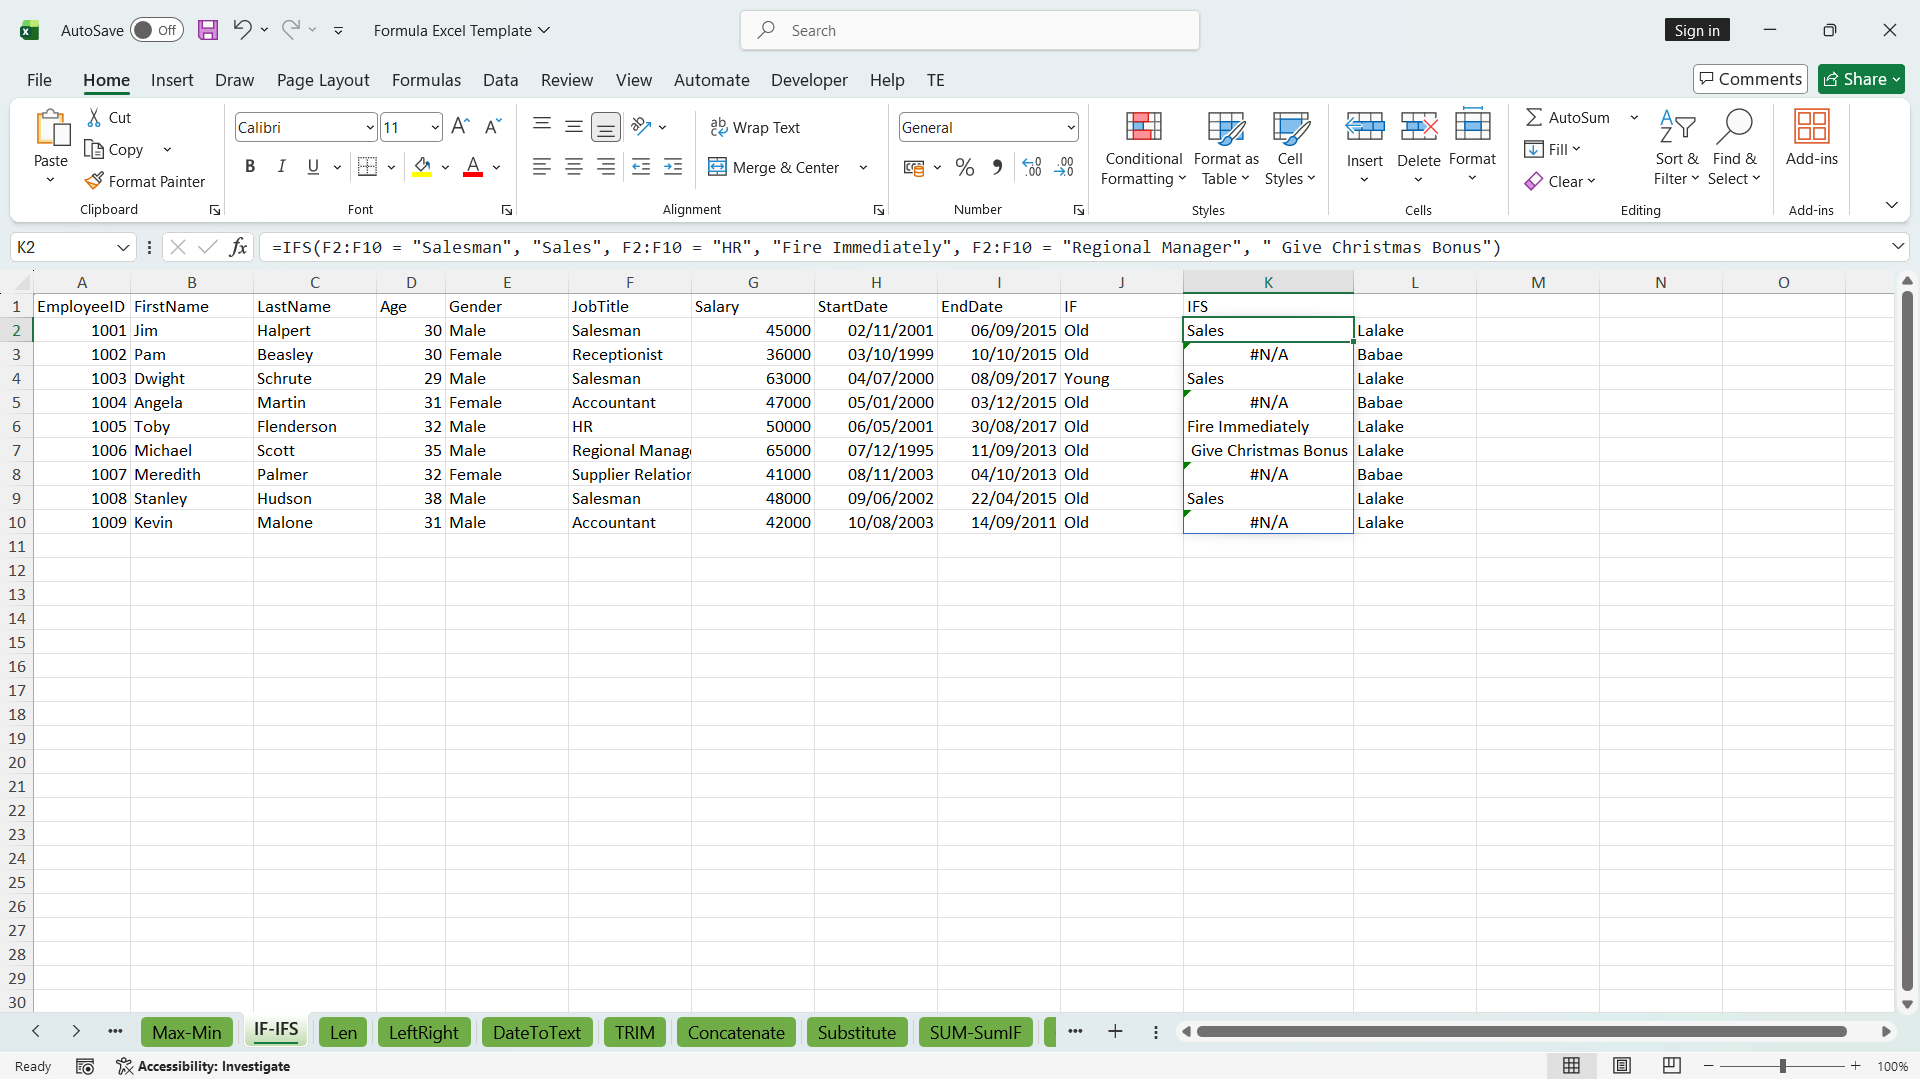 AutoSave Off Formula Excel Template Search Sign in
File Home Insert Draw Page Layout Formulas Data Review View Automate Developer Help TE Comments Share
Paste Cut Copy Format Painter Clipboard
Calibri 11 B I U A Font
Wrap Text Merge & Center Alignment
General % Number
Conditional Formatting Format as Table Cell Styles Styles
Insert Delete Format Cells
AutoSum Fill Clear Sort & Filter Find & Select Editing
Add-ins Add-ins
K2 fx =IFS(F2:F10 = "Salesman", "Sales", F2:F10 = "HR", "Fire Immediately", F2:F10 = "Regional Manager", " Give Christmas Bonus")
A B C D E F G H I J K L M N O
1 EmployeeID FirstName LastName Age Gender JobTitle Salary StartDate EndDate IF IFS
2 1001 Jim Halpert 30 Male Salesman 45000 02/11/2001 06/09/2015 Old Sales Lalake
3 1002 Pam Beasley 30 Female Receptionist 36000 03/10/1999 10/10/2015 Old #N/A Babae
4 1003 Dwight Schrute 29 Male Salesman 63000 04/07/2000 08/09/2017 Young Sales Lalake
5 1004 Angela Martin 31 Female Accountant 47000 05/01/2000 03/12/2015 Old #N/A Babae
6 1005 Toby Flenderson 32 Male HR 50000 06/05/2001 30/08/2017 Old Fire Immediately Lalake
7 1006 Michael Scott 35 Male Regional Manag 65000 07/12/1995 11/09/2013 Old Give Christmas Bonus Lalake
8 1007 Meredith Palmer 32 Female Supplier Relation 41000 08/11/2003 04/10/2013 Old #N/A Babae
9 1008 Stanley Hudson 38 Male Salesman 48000 09/06/2002 22/04/2015 Old Sales Lalake
10 1009 Kevin Malone 31 Male Accountant 42000 10/08/2003 14/09/2011 Old #N/A Lalake
11
12
13
14
15
16
17
18
19
20
21
22
23
24
25
26
27
28
29
30
Max-Min IF-IFS Len LeftRight DateToText TRIM Concatenate Substitute SUM-SumIF
Ready Accessibility: Investigate 100%